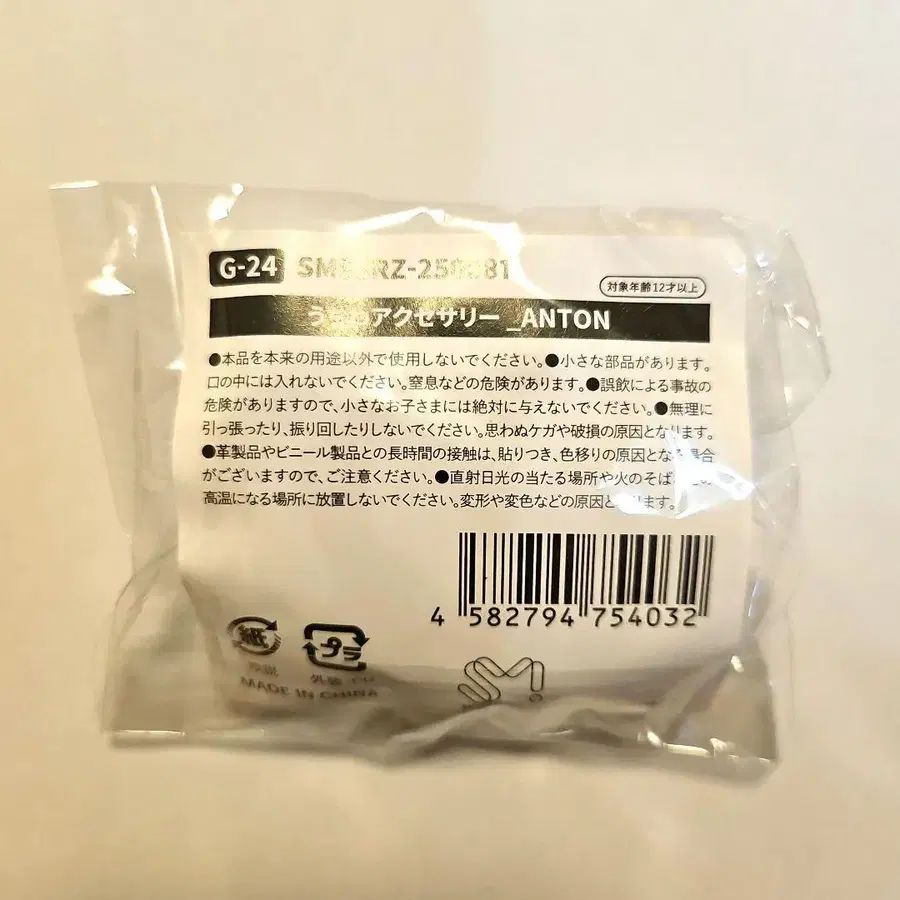 G-24
対象年齢12才以上
アクセサリー _ANTON
●本品を本来の用途以外で使用しないでください。●小さな部品があります。
口の中には入れないでください。窒息などの危険があります。●誤飲による事故の
危険がありますので、小さなお子さまには絶対に与えないでください。●無理に
引っ張ったり、振り回したりしないでください。思わぬケガや破損の原因となります。
●革製品やビニール製品との長時間の接触は、貼りつき、色移りの原因となる場合
がございますので、ご注意ください。●直射日光の当たる場所や火のそば
高温になる場所に放置しないでください。変形や変色などの原因と ります。
4 582794 754032
紙
プラ
外装
MADE IN CHINA
SM